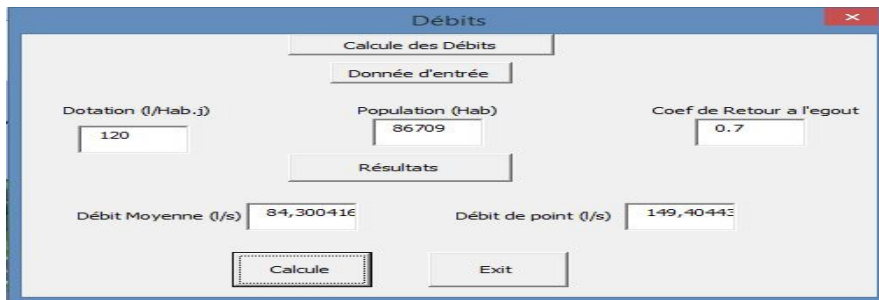 Débits
Calcule des Débits
Donnée d'entrée
Dotation (l/Hab.j) Population (Hab) Coef de Retour a l'egout
120 86709 0.7
Résultats
Débit Moyenne (l/s) 84,300416 Débit de point (l/s) 149,40443
Calcule Exit